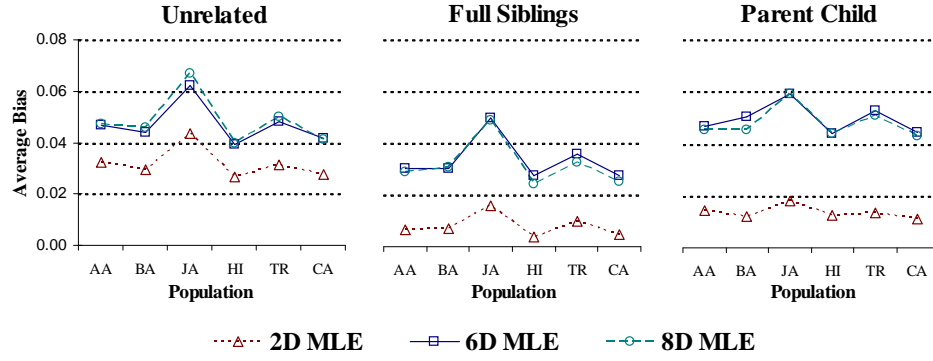 Unrelated Full Siblings Parent Child
0.08
0.06
0.04
0.02
0.00
Average Bias
AA BA JA HI TR CA AA BA JA HI TR CA AA BA JA HI TR CA
Population Population Population
2D MLE 6D MLE 8D MLE